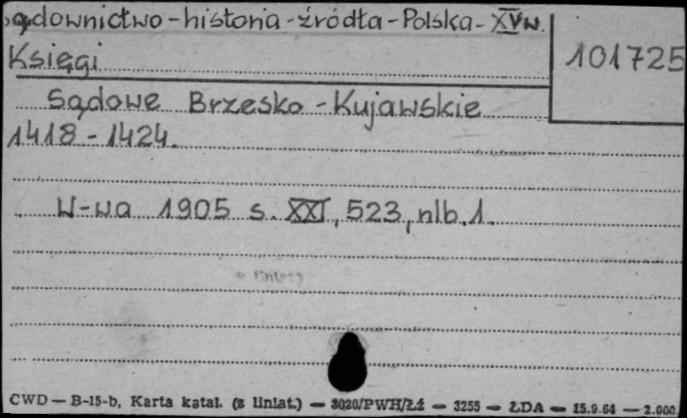 sądownictwo - historia - źródła - Polska - XVw.
101725
Księgi
Sądowe Brzesko - Kujawskie
1418 - 1424.
W-wa 1905 s. XXI, 523, nlb. 1.
CWD — B-15-b, Karta katal. (z liniat.) — 3020/PWH/Łź — 3255 — ŁDA — 15.9.64 — 2.000